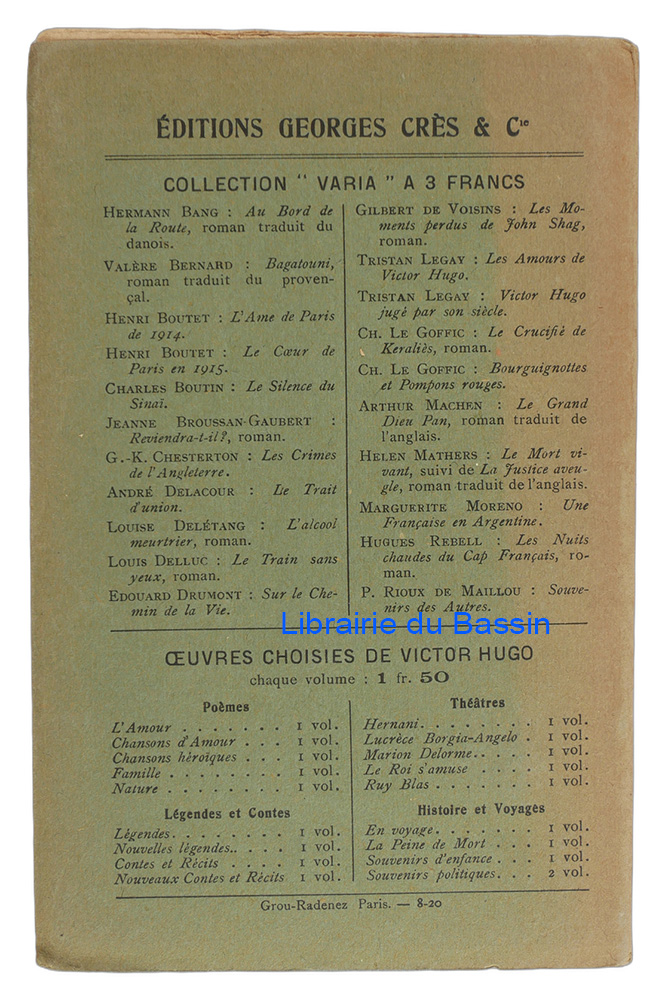 ÉDITIONS GEORGES CRÈS & Cie
COLLECTION " VARIA " A 3 FRANCS
HERMANN BANG : Au Bord de
la Route, roman traduit du
danois.
VALÈRE BERNARD : Bagatouni,
roman traduit du proven-
çal.
HENRI BOUTET : L'Ame de Paris
de 1914.
HENRI BOUTET : Le Cœur de
Paris en 1915.
CHARLES BOUTIN : Le Silence du
Sinaï.
JEANNE BROUSSAN-GAUBERT :
Reviendra-t-il?, roman.
G.-K. CHESTERTON : Les Crimes
de l'Angleterre.
ANDRÉ DELACOUR : Le Trait
d'union.
LOUISE DELÉTANG : L'alcool
meurtrier, roman.
LOUIS DELLUC : Le Train sans
yeux, roman.
EDOUARD DRUMONT : Sur le Che-
min de la Vie.
GILBERT DE VOISINS : Les Mo-
ments perdus de John Shag,
roman.
TRISTAN LEGAY : Les Amours de
Victor Hugo.
TRISTAN LEGAY : Victor Hugo
jugé par son siècle.
CH. LE GOFFIC : Le Crucifié de
Keraliès, roman.
CH. LE GOFFIC : Bourguignottes
et Pompons rouges.
ARTHUR MACHEN : Le Grand
Dieu Pan, roman traduit de
l'anglais.
HELEN MATHERS : Le Mort vi-
vant, suivi de La Justice aveu-
gle, roman traduit de l'anglais.
MARGUERITE MORENO : Une
Française en Argentine.
HUGUES REBELL : Les Nuits
chaudes du Cap Français, ro-
man.
P. RIOUX DE MAILLOU : Souve-
nirs des Autres.
Librairie du Bassin
ŒUVRES CHOISIES DE VICTOR HUGO
chaque volume : 1 fr. 50
Poèmes
L'Amour . . . . . . . 1 vol.
Chansons d'Amour . . . 1 vol.
Chansons héroïques . . . 1 vol.
Famille . . . . . . . . 1 vol.
Nature . . . . . . . . 1 vol.
Légendes et Contes
Légendes. . . . . . . . 1 vol.
Nouvelles légendes.. . . . 1 vol.
Contes et Récits . . . . 1 vol.
Nouveaux Contes et Récits 1 vol.
Théâtres
Hernani. . . . . . . . 1 vol.
Lucrèce Borgia-Angelo . 1 vol.
Marion Delorme.. . . . 1 vol.
Le Roi s'amuse . . . . 1 vol.
Ruy Blas . . . . . . . 1 vol.
Histoire et Voyages
En voyage. . . . . . . 1 vol.
La Peine de Mort . . . 1 vol.
Souvenirs d'enfance . . . 1 vol.
Souvenirs politiques. . . 2 vol.
Grou-Radenez Paris. — 8-20